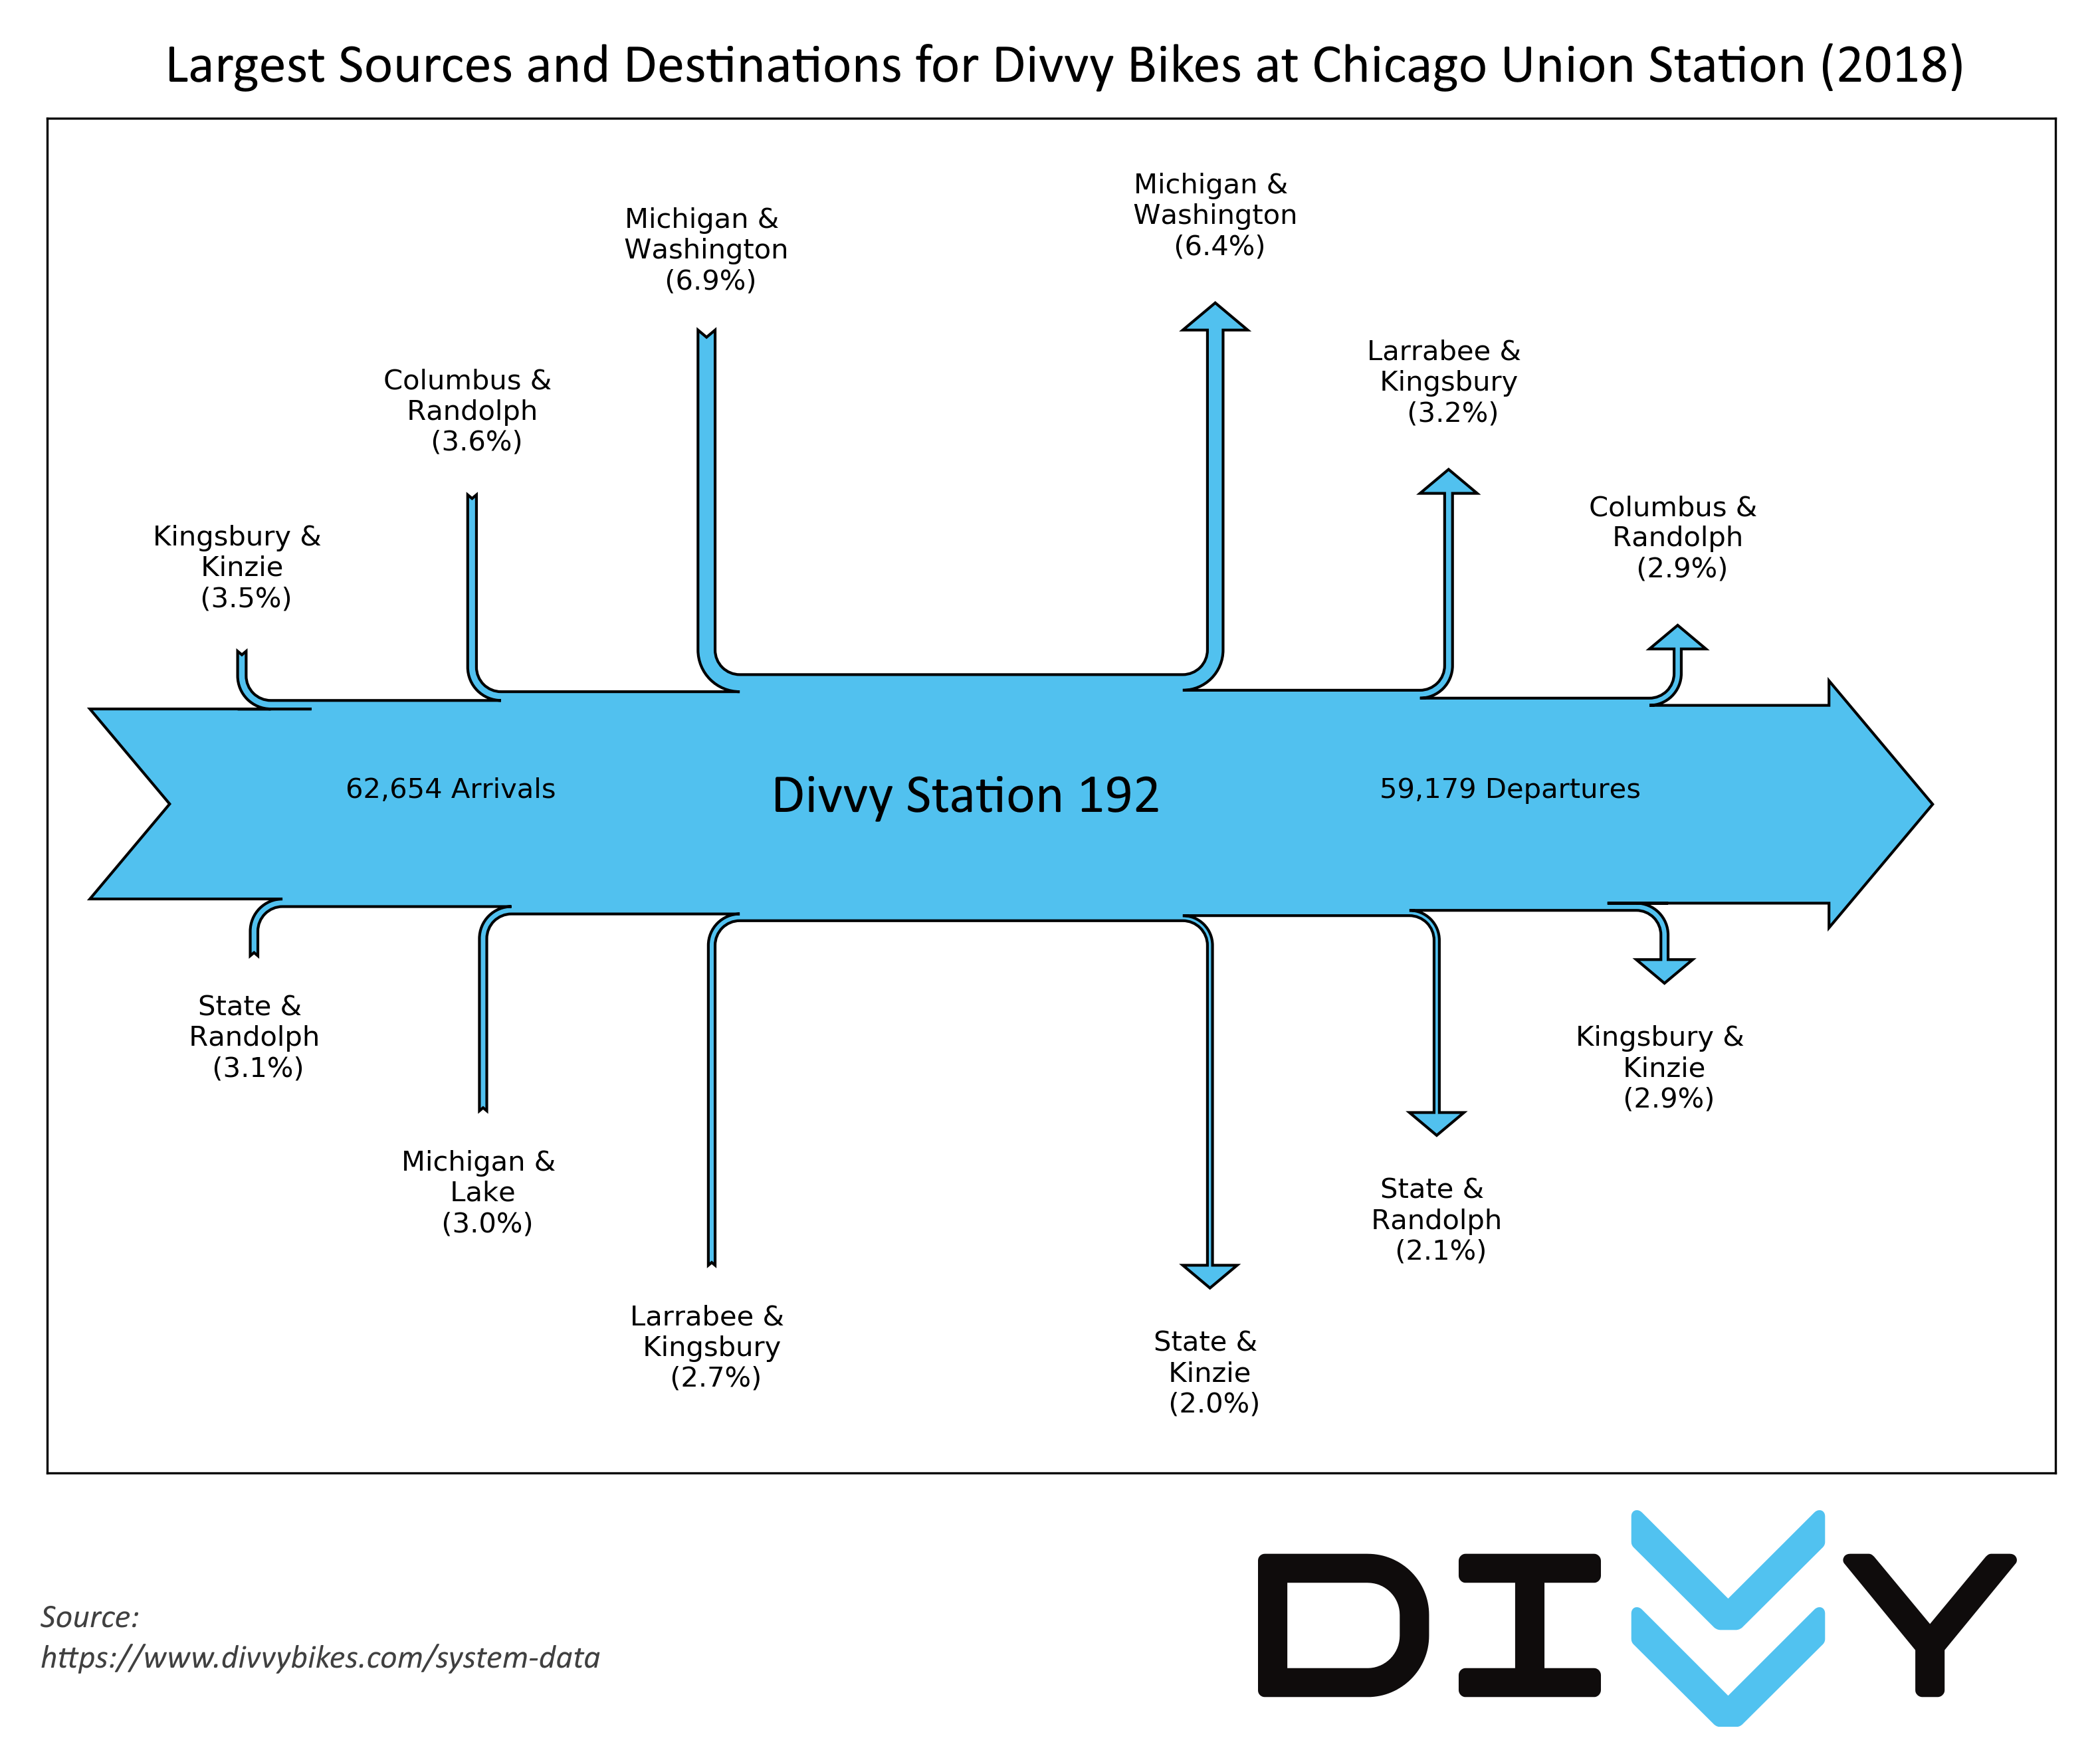 Largest Sources and Destinations for Divvy Bikes at Chicago Union Station (2018)
Michigan &
Washington
(6.4%)
Michigan &
Washington
(6.9%)
Larrabee &
Kingsbury
(3.2%)
Columbus &
Randolph
(3.6%)
Columbus &
Randolph
(2.9%)
Kingsbury &
Kinzie
(3.5%)
62,654 Arrivals
Divvy Station 192
59,179 Departures
State &
Randolph
(3.1%)
Kingsbury &
Kinzie
(2.9%)
Michigan &
Lake
(3.0%)
State &
Randolph
(2.1%)
Larrabee &
Kingsbury
(2.7%)
State &
Kinzie
(2.0%)
Source:
https://www.divvybikes.com/system-data
DIVVY